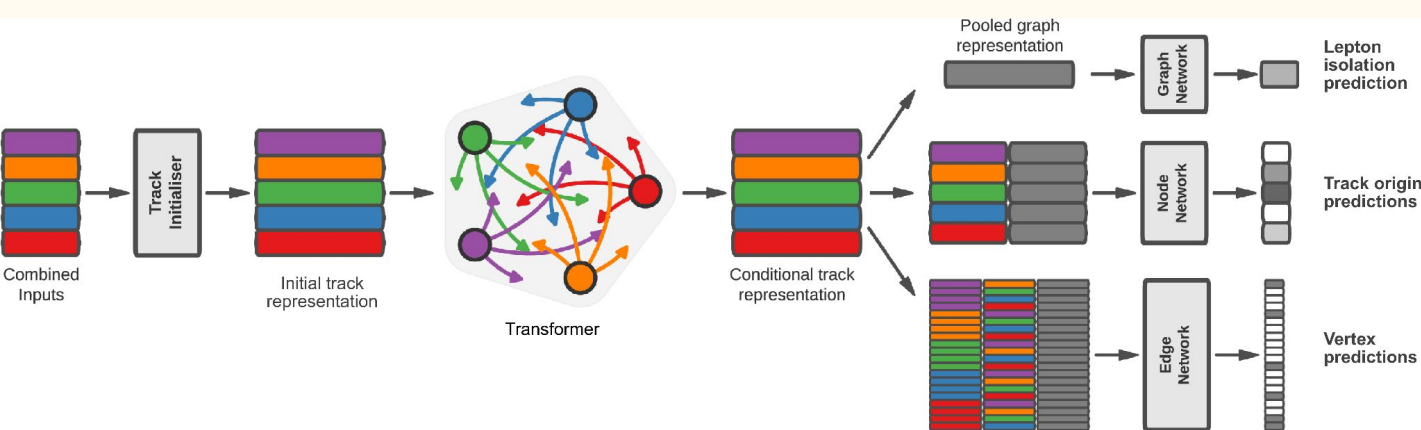 Combined
Inputs
Track
Initialiser
Initial track
representation
Transformer
Conditional track
representation
Pooled graph
representation
Graph
Network
Lepton
isolation
prediction
Node
Network
Track origin
predictions
Edge
Network
Vertex
predictions